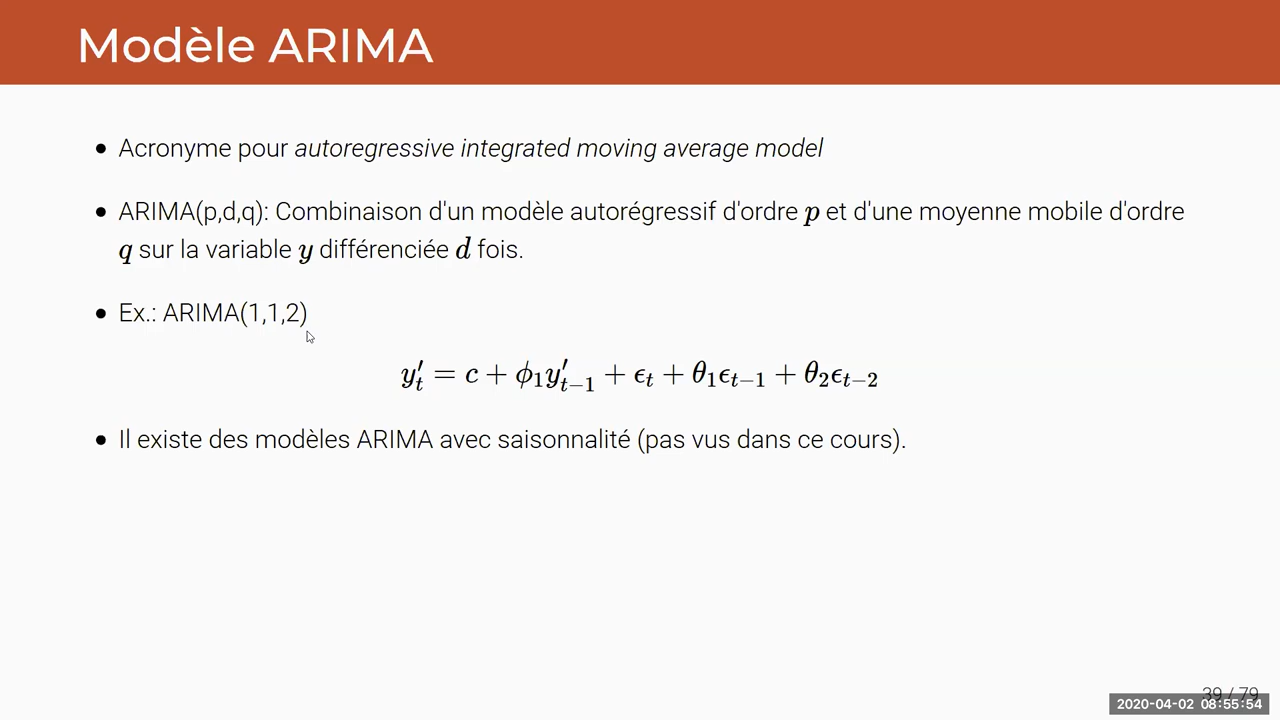 Modèle ARIMA
• Acronyme pour autoregressive integrated moving average model
• ARIMA(p,d,q): Combinaison d'un modèle autorégressif d'ordre p et d'une moyenne mobile d'ordre
q sur la variable y différenciée d fois.
• Ex.: ARIMA(1,1,2)
y′ₜ = c + ϕ₁y′ₜ₋₁ + ϵₜ + θ₁ϵₜ₋₁ + θ₂ϵₜ₋₂
• Il existe des modèles ARIMA avec saisonnalité (pas vus dans ce cours).
39 / 79
2020-04-02 08:55:54